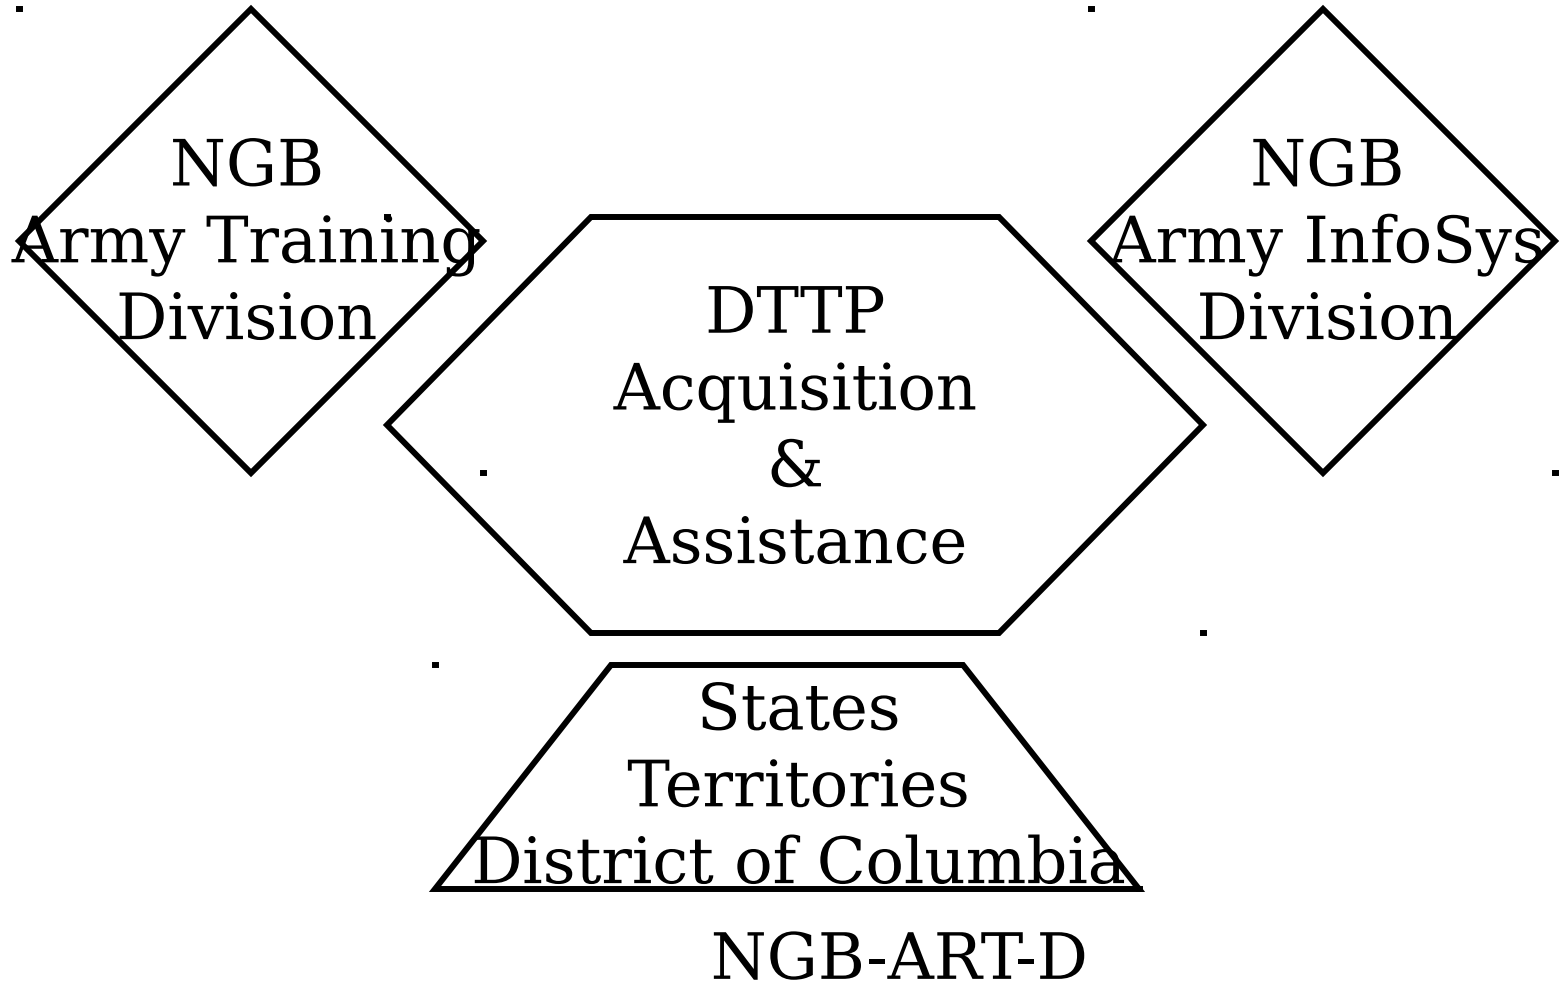 NGB
Army Training
Division
NGB
Army InfoSys
Division
DTTP
Acquisition
&
Assistance
States
Territories
District of Columbia
NGB-ART-D